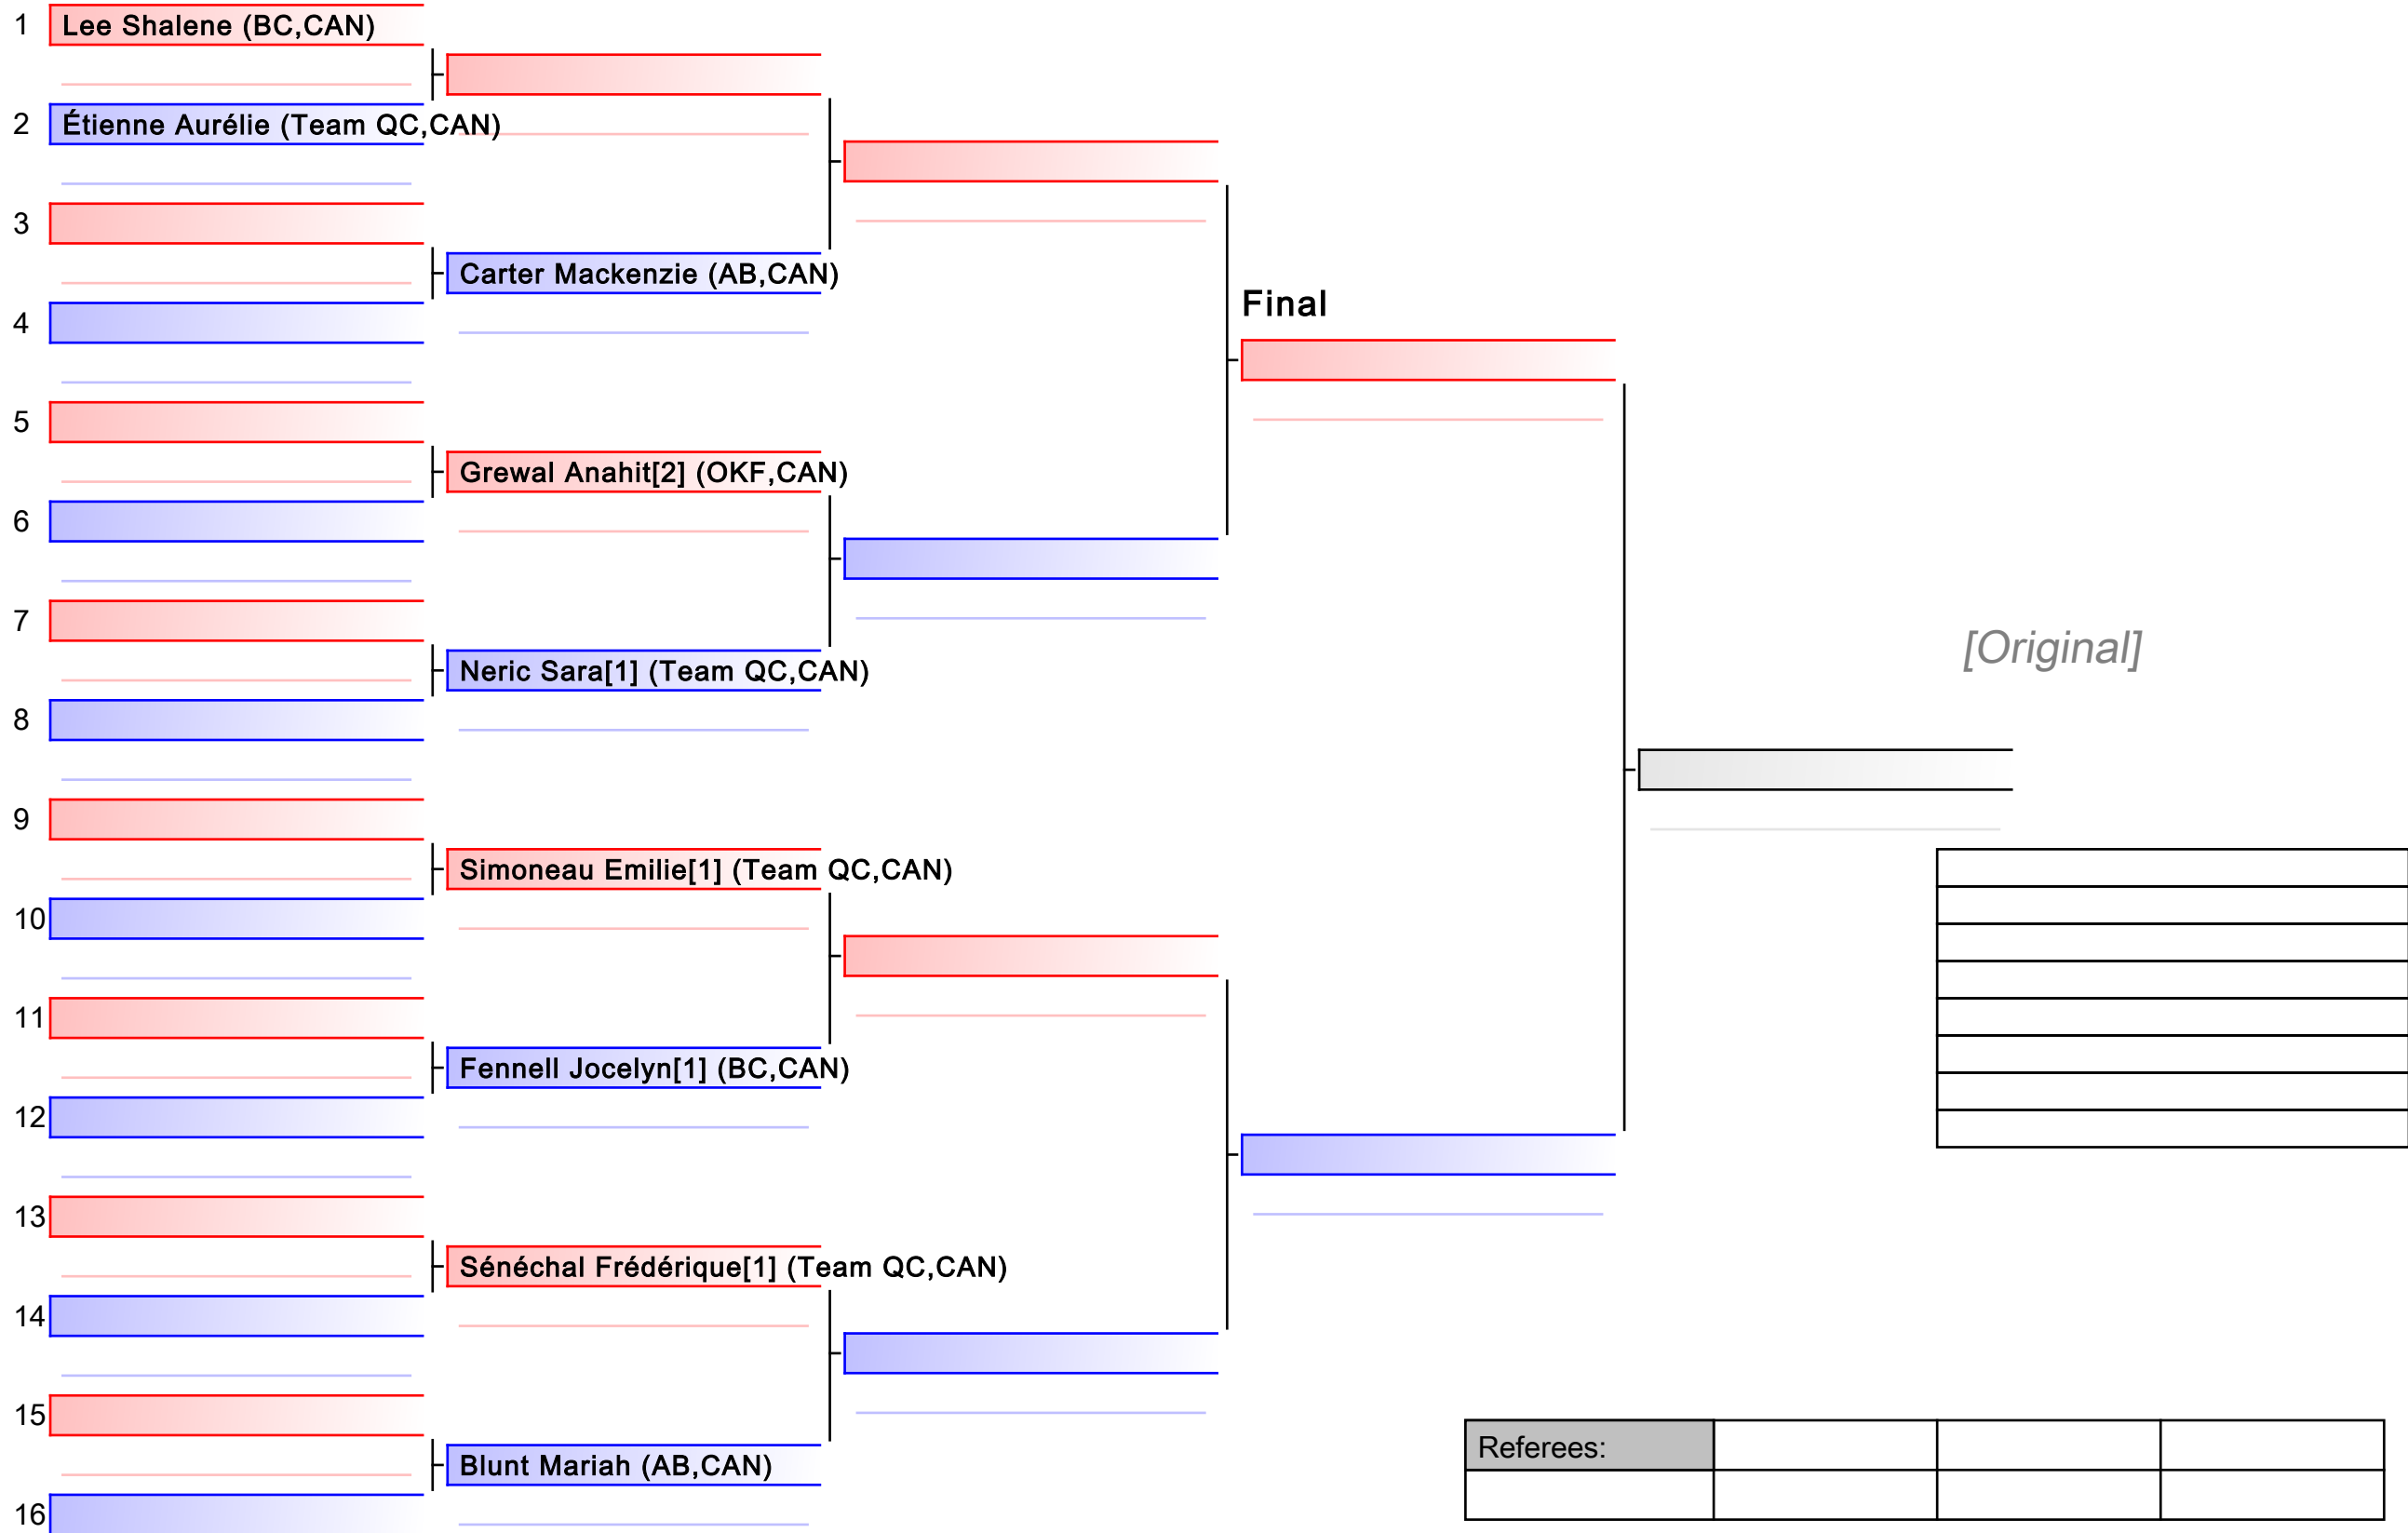 1 Lee Shalene (BC,CAN)
2 Étienne Aurélie (Team QC,CAN)
3
Carter Mackenzie (AB,CAN)
4
Final
5
Grewal Anahit[2] (OKF,CAN)
6
7
[Original]
Neric Sara[1] (Team QC,CAN)
8
9
Simoneau Emilie[1] (Team QC,CAN)
10
11
Fennell Jocelyn[1] (BC,CAN)
12
13
Sénéchal Frédérique[1] (Team QC,CAN)
14
15
Referees:
Blunt Mariah (AB,CAN)
16